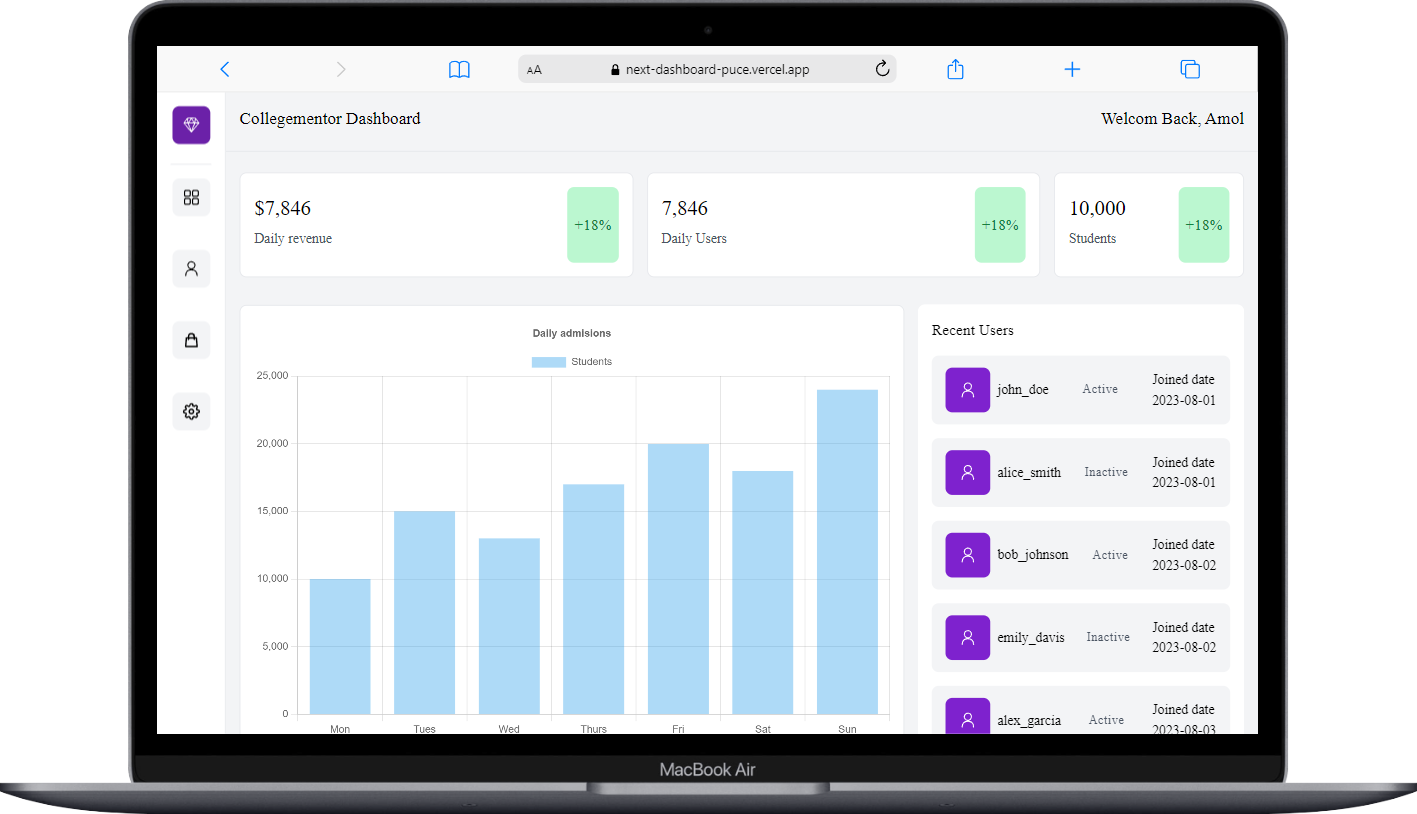 AA
next-dashboard-puce.vercel.app
Collegementor Dashboard
Welcom Back, Amol
$7,846
Daily revenue
+18%
7,846
Daily Users
+18%
10,000
Students
+18%
Daily admisions
Students
25,000
20,000
15,000
10,000
5,000
0
Mon Tues Wed Thurs Fri Sat Sun
Recent Users
john_doe
Active
Joined date
2023-08-01
alice_smith
Inactive
Joined date
2023-08-01
bob_johnson
Active
Joined date
2023-08-02
emily_davis
Inactive
Joined date
2023-08-02
alex_garcia
Active
Joined date
2023-08-03
MacBook Air